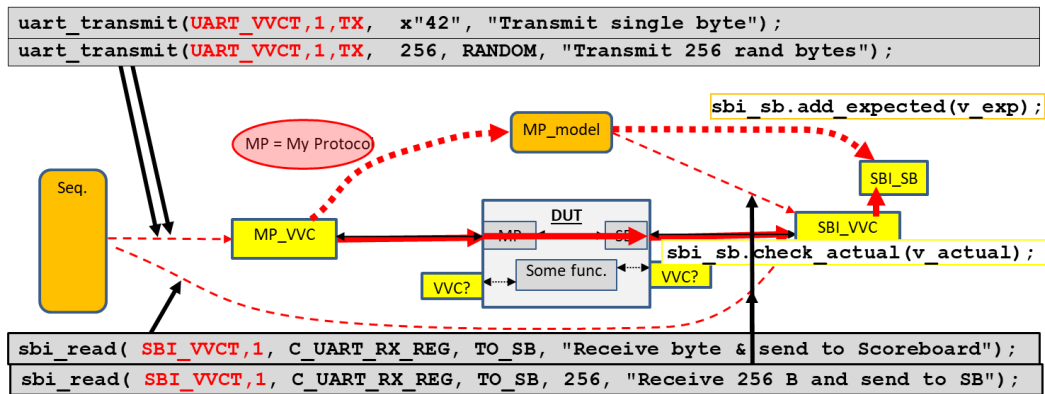 uart_transmit(UART_VVCT,1,TX, x"42", "Transmit single byte");
uart_transmit(UART_VVCT,1,TX, 256, RANDOM, "Transmit 256 rand bytes");
sbi_sb.add_expected(v_exp);
MP_model
MP = My Protocol
Seq.
SBI_SB
DUT
MP_VVC
MP
SB
SBI_VVC
sbi_sb.check_actual(v_actual);
Some func.
VVC?
VVC?
sbi_read( SBI_VVCT,1, C_UART_RX_REG, TO_SB, "Receive byte & send to Scoreboard");
sbi_read( SBI_VVCT,1, C_UART_RX_REG, TO_SB, 256, "Receive 256 B and send to SB");